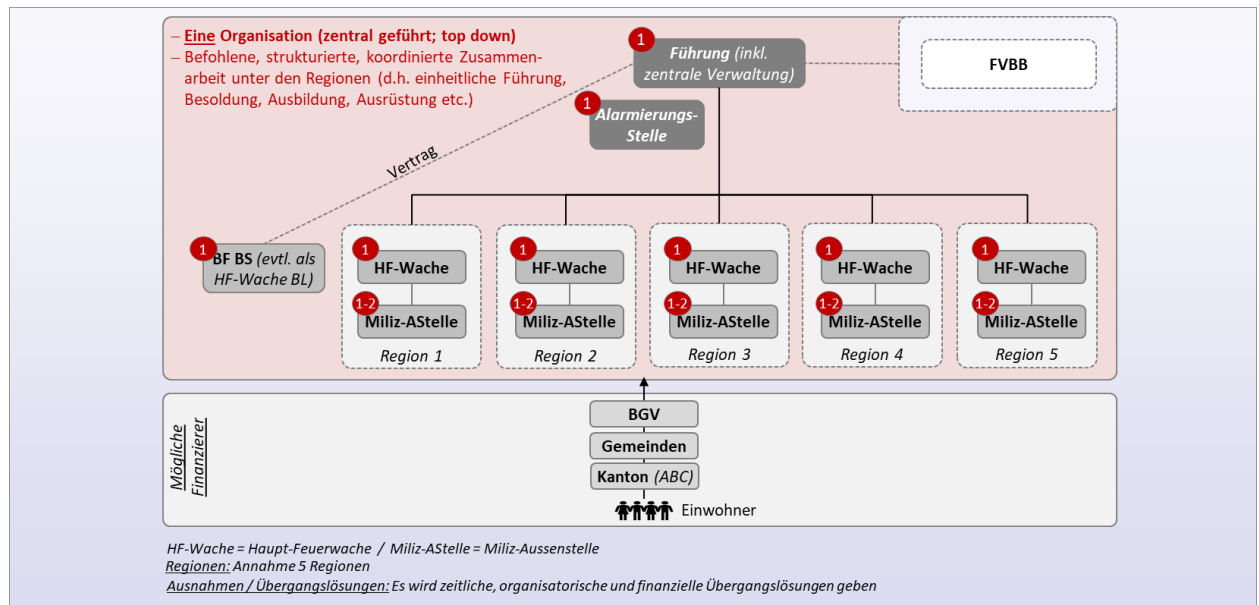 – Eine Organisation (zentral geführt; top down)
– Befohlene, strukturierte, koordinierte Zusammen-
arbeit unter den Regionen (d.h. einheitliche Führung,
Besoldung, Ausbildung, Ausrüstung etc.)
1
Führung (inkl.
zentrale Verwaltung)
FVBB
1
Alarmierungs-
Stelle
Vertrag
1
BF BS (evtl. als
HF-Wache BL)
1
HF-Wache
1-2
Miliz-AStelle
Region 1
1
HF-Wache
1-2
Miliz-AStelle
Region 2
1
HF-Wache
1-2
Miliz-AStelle
Region 3
1
HF-Wache
1-2
Miliz-AStelle
Region 4
1
HF-Wache
1-2
Miliz-AStelle
Region 5
Mögliche
Finanzierer
BGV
Gemeinden
Kanton (ABC)
Einwohner
HF-Wache = Haupt-Feuerwache / Miliz-AStelle = Miliz-Aussenstelle
Regionen: Annahme 5 Regionen
Ausnahmen / Übergangslösungen: Es wird zeitliche, organisatorische und finanzielle Übergangslösungen geben